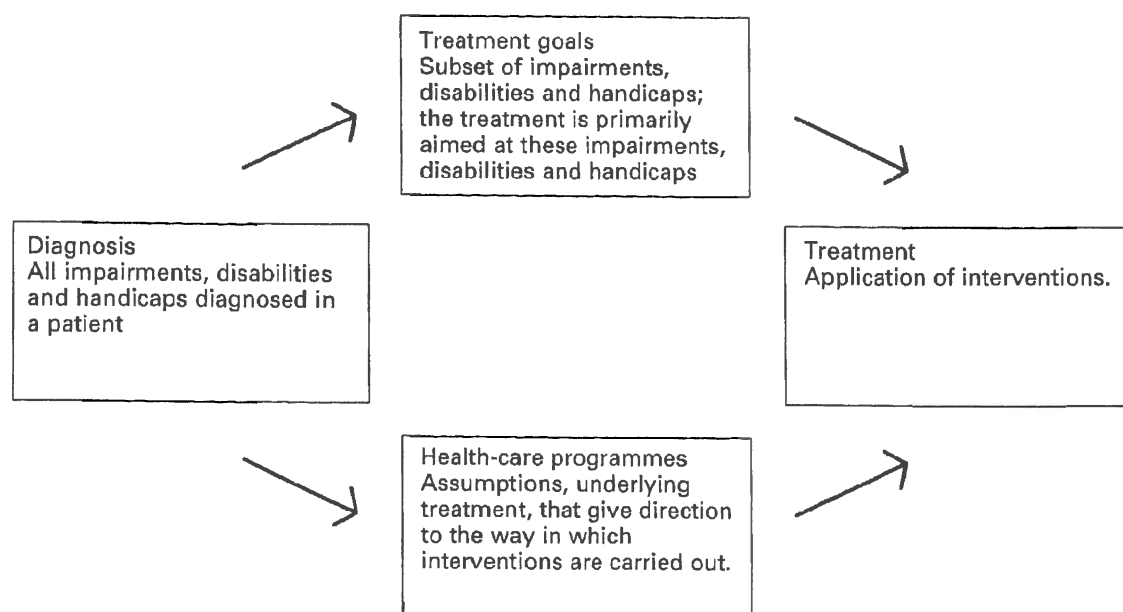 Treatment goals
Subset of impairments,
disabilities and handicaps;
the treatment is primarily
aimed at these impairments,
disabilities and handicaps
Diagnosis
All impairments, disabilities
and handicaps diagnosed in
a patient
Treatment
Application of interventions.
Health-care programmes
Assumptions, underlying
treatment, that give direction
to the way in which
interventions are carried out.